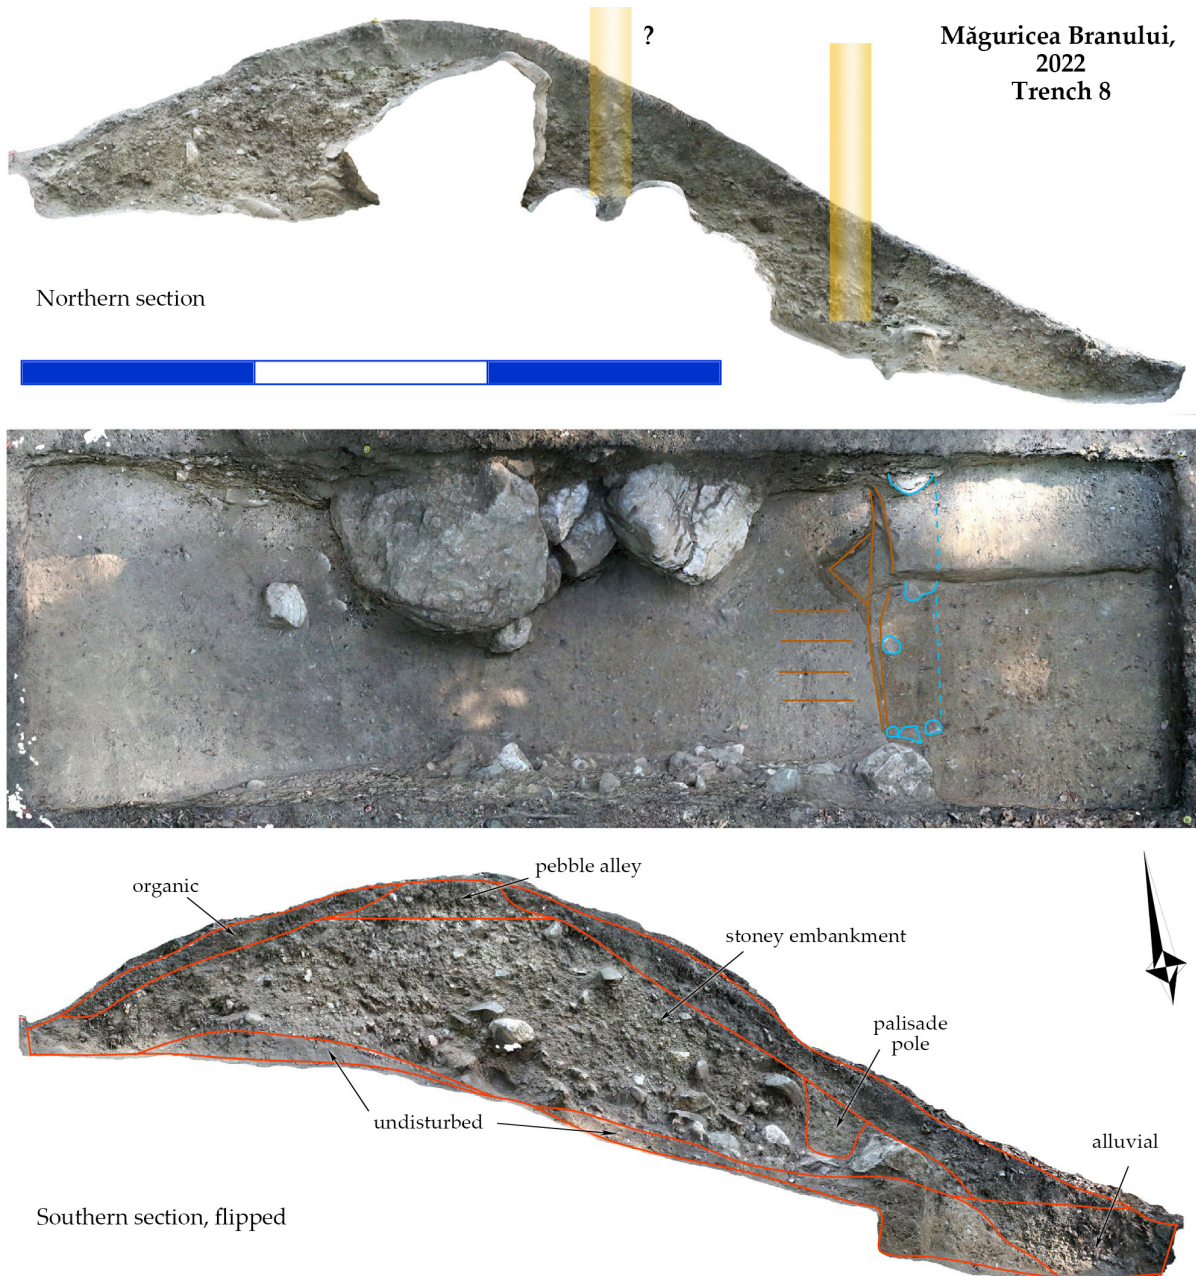 Măguricea Branului,
2022
Trench 8
?
Northern section
pebble alley
organic
stoney embankment
palisade
pole
undisturbed
alluvial
Southern section, flipped